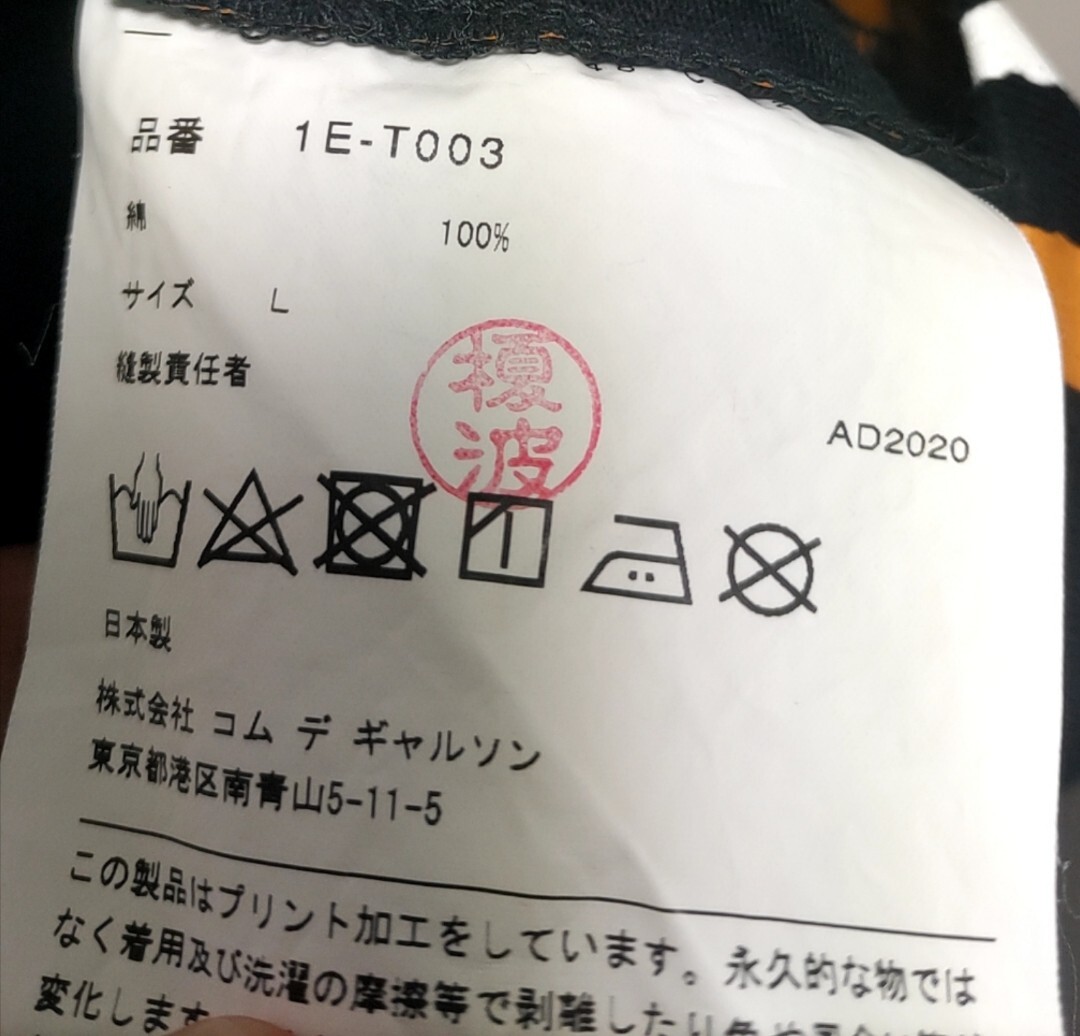 品番 1E-T003
綿 100%
サイズ L
縫製責任者
榎波
AD2020
日本製
株式会社 コム デ ギャルソン
東京都港区南青山5-11-5
この製品はプリント加工をしています。永久的な物では
なく着用及び洗濯の摩擦等で剥離したり
変化します